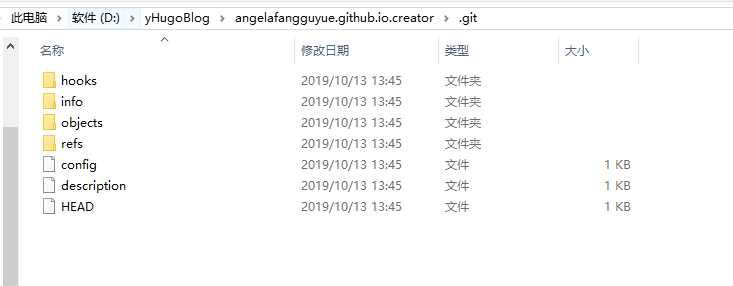 此电脑 > 软件 (D:) > yHugoBlog > angelafangguyue.github.io.creator > .git
名称 修改日期 类型 大小
hooks 2019/10/13 13:45 文件夹
info 2019/10/13 13:45 文件夹
objects 2019/10/13 13:45 文件夹
refs 2019/10/13 13:45 文件夹
config 2019/10/13 13:45 文件 1 KB
description 2019/10/13 13:45 文件 1 KB
HEAD 2019/10/13 13:45 文件 1 KB